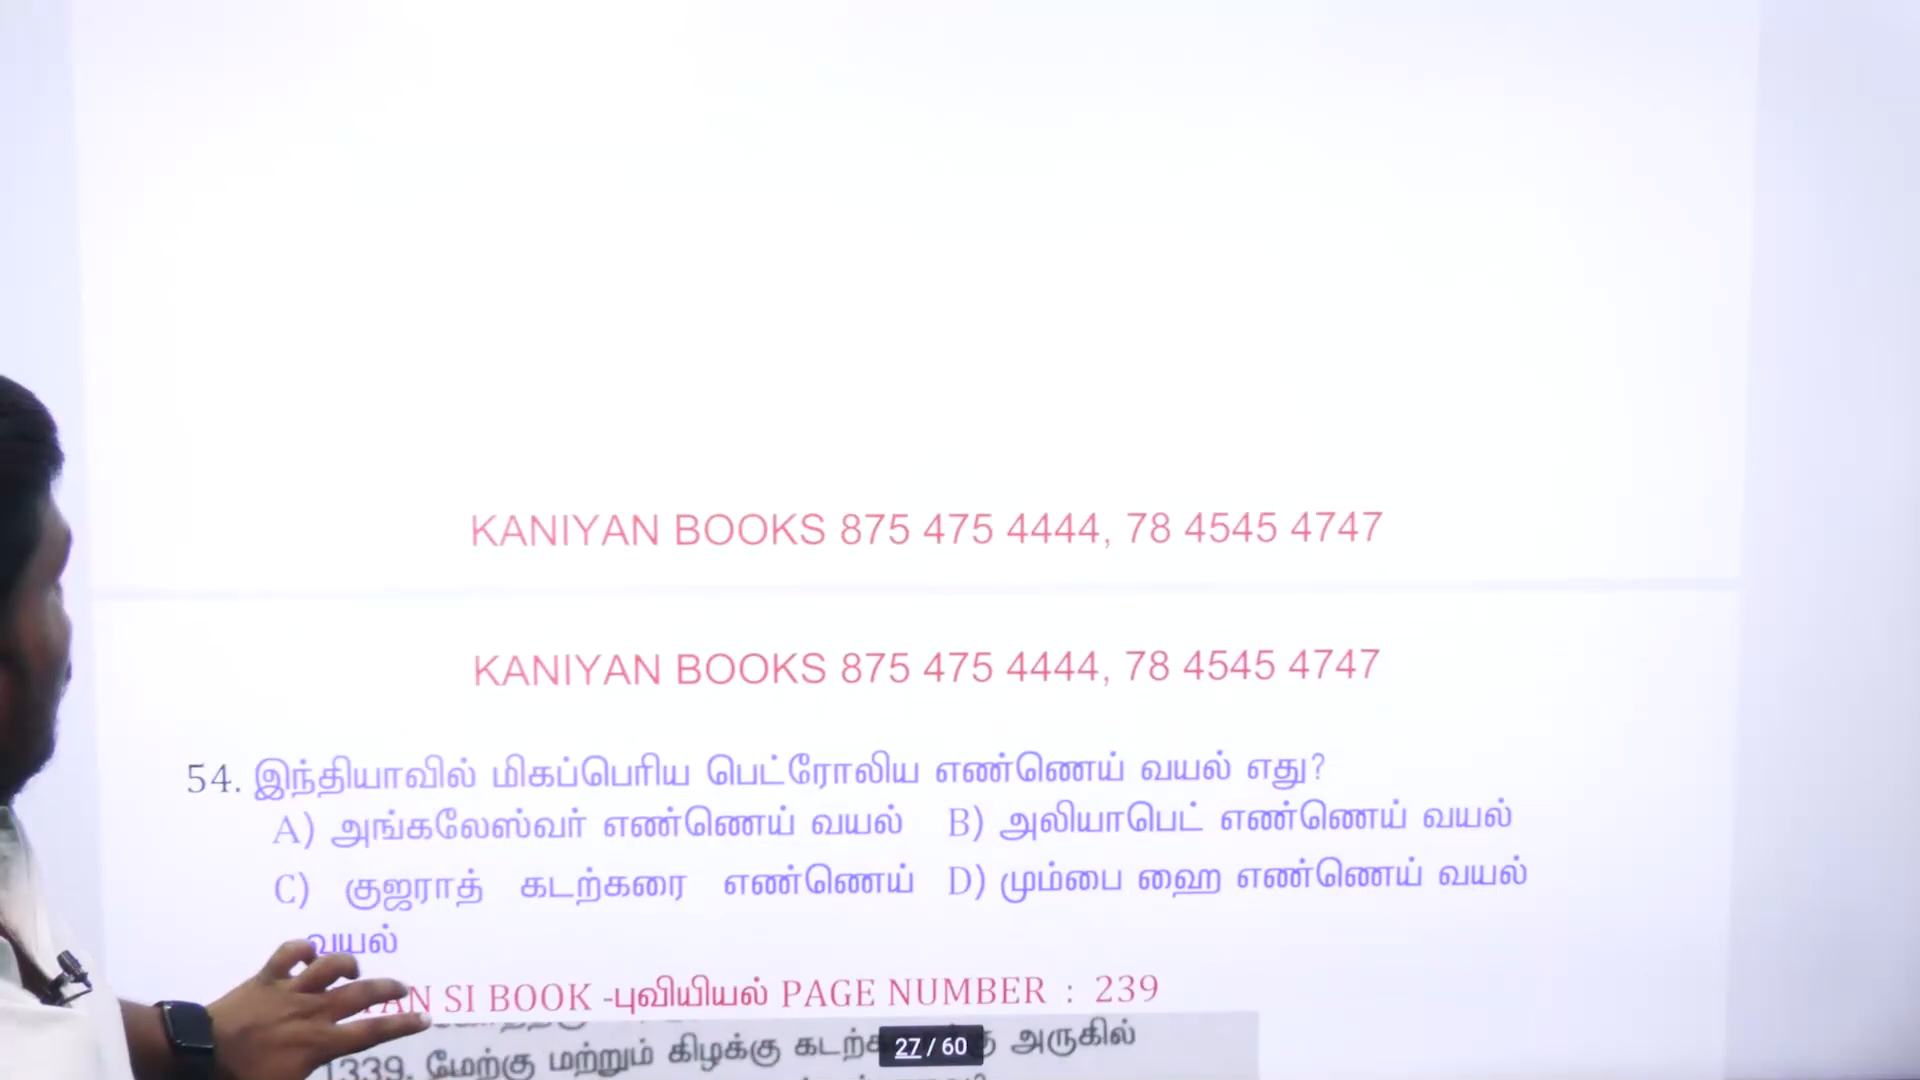 KANIYAN BOOKS 875 475 4444, 78 4545 4747
KANIYAN BOOKS 875 475 4444, 78 4545 4747
54. இந்தியாவில் மிகப்பெரிய பெட்ரோலிய எண்ணெய் வயல் எது?
A) அங்கலேஸ்வர் எண்ணெய் வயல் B) அலியாபெட் எண்ணெய் வயல்
C) குஜராத் கடற்கரை எண்ணெய் D) மும்பை ஹை எண்ணெய் வயல்
வயல்
SI BOOK -புவியியல் PAGE NUMBER : 239
1339. மேற்கு மற்றும் கிழக்கு அருகில்
27 / 60